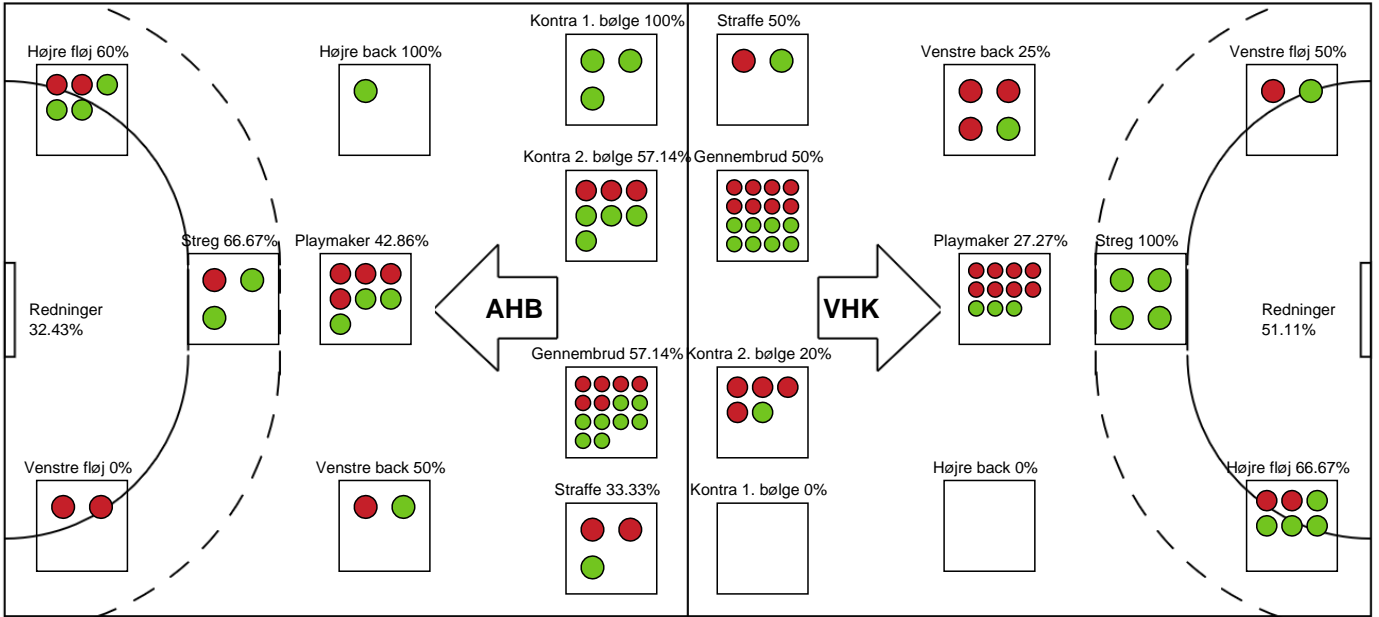 Kontra 1. bølge 100%
Straffe 50%
Højre fløj 60%
Højre back 100%
Venstre back 25%
Venstre fløj 50%
Kontra 2. bølge 57.14%
Gennembrud 50%
Streg 66.67%
Playmaker 42.86%
Playmaker 27.27%
Streg 100%
Redninger
32.43%
AHB
VHK
Redninger
51.11%
Gennembrud 57.14%
Kontra 2. bølge 20%
Venstre fløj 0%
Venstre back 50%
Højre back 0%
Højre fløj 66.67%
Straffe 33.33%
Kontra 1. bølge 0%